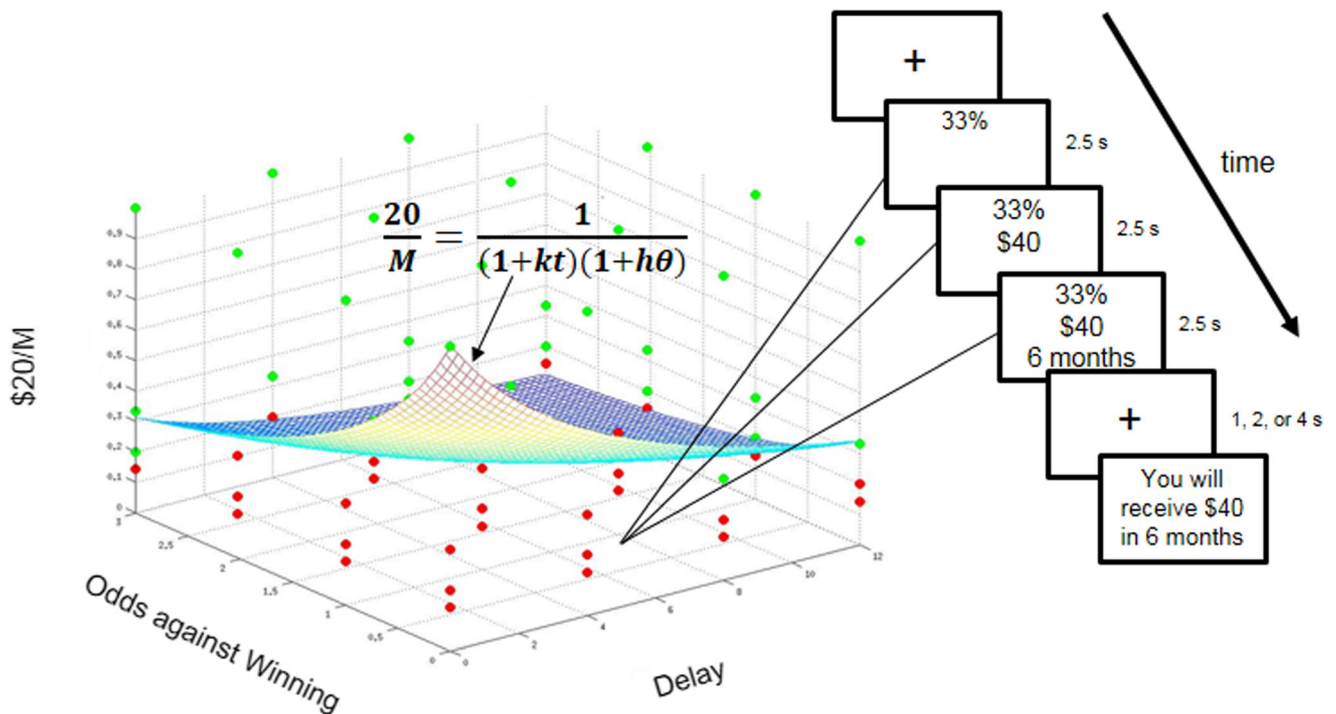 $20/M
0.9
0.8
0.7
0.6
0.5
0.4
0.3
0.2
0.1
0
3
2.5
2
1.5
1
0.5
0
Odds against Winning
0
2
4
6
8
10
12
Delay
20/M = 1/((1+kt)(1+hθ))
+
33%
2.5 s
33%
$40
2.5 s
33%
$40
6 months
2.5 s
+
1, 2, or 4 s
You will
receive $40
in 6 months
time